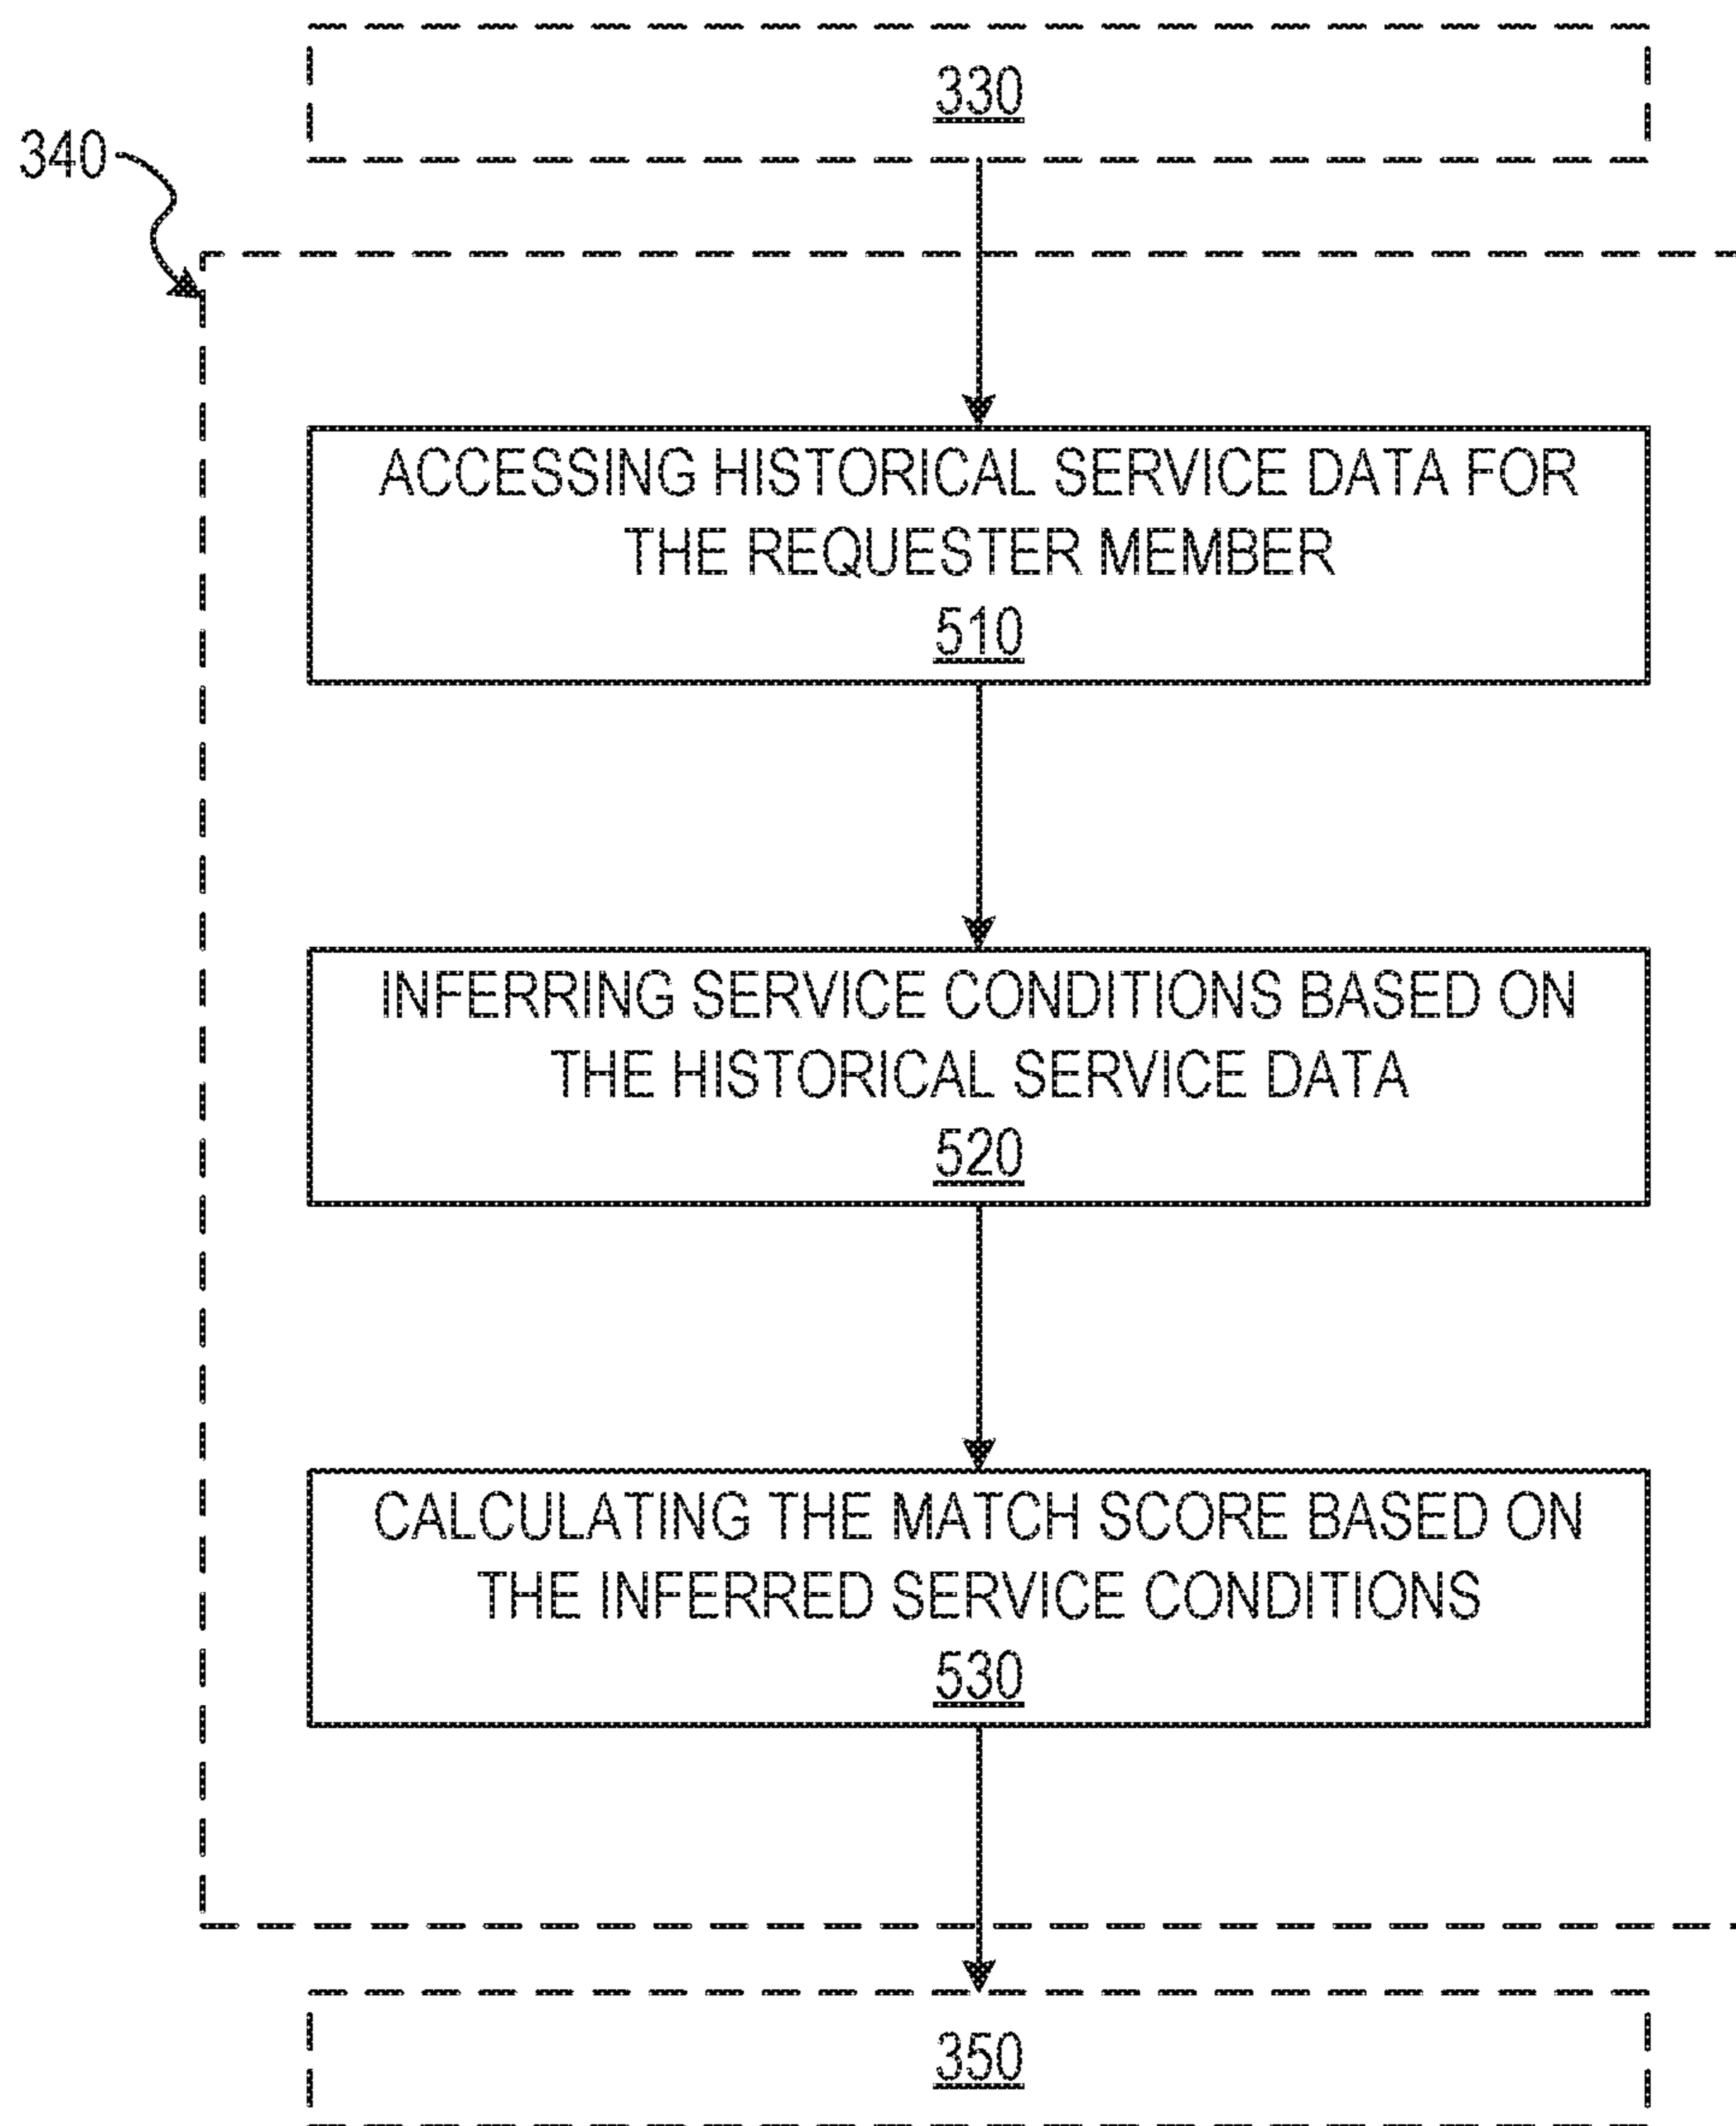 330
340
ACCESSING HISTORICAL SERVICE DATA FOR
THE REQUESTER MEMBER
510
INFERRING SERVICE CONDITIONS BASED ON
THE HISTORICAL SERVICE DATA
520
CALCULATING THE MATCH SCORE BASED ON
THE INFERRED SERVICE CONDITIONS
530
350